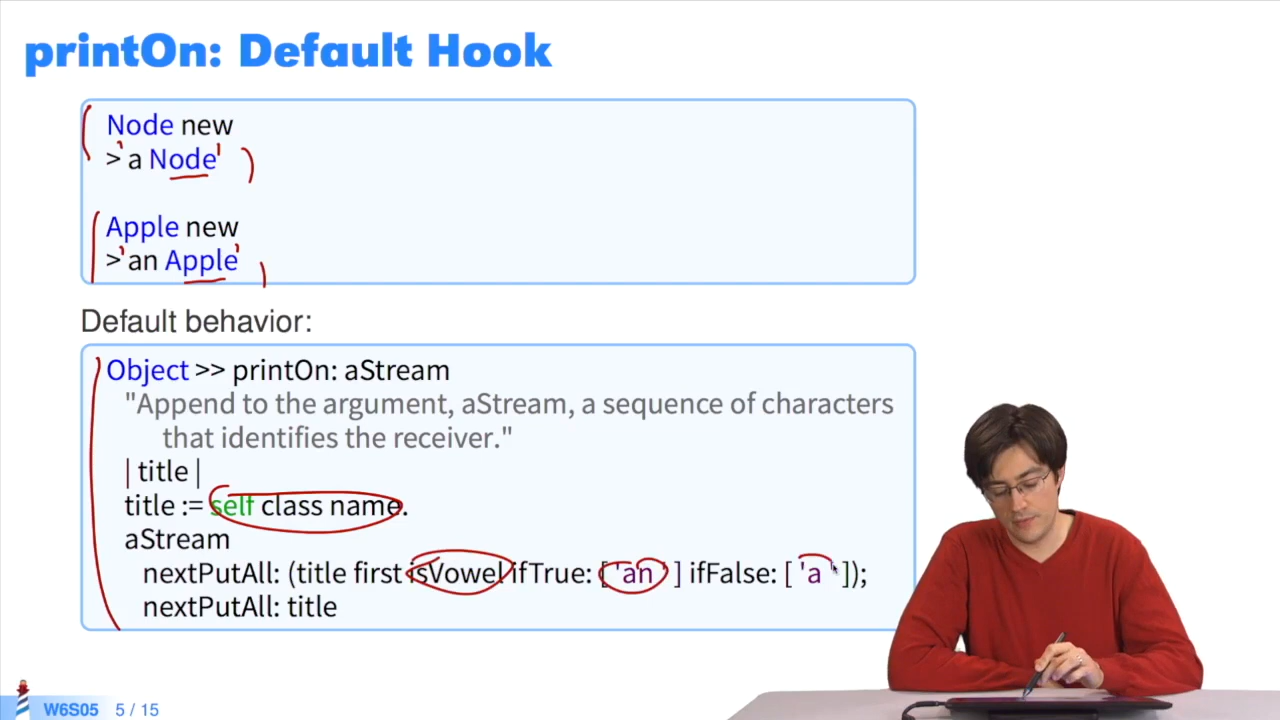 printOn: Default Hook
Node new
>'a Node'
Apple new
>'an Apple'
Default behavior:
Object >> printOn: aStream
"Append to the argument, aStream, a sequence of characters
that identifies the receiver."
| title |
title := self class name.
aStream
nextPutAll: (title first isVowel ifTrue: ['an '] ifFalse: ['a ']);
nextPutAll: title
W6S05 5 / 15